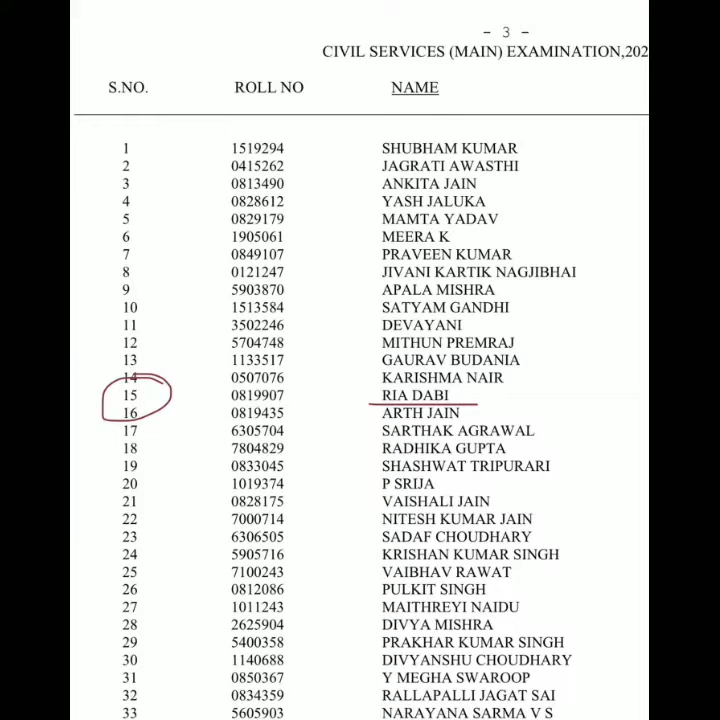 - 3 -
CIVIL SERVICES (MAIN) EXAMINATION,202
S.NO. ROLL NO NAME
1 1519294 SHUBHAM KUMAR
2 0415262 JAGRATI AWASTHI
3 0813490 ANKITA JAIN
4 0828612 YASH JALUKA
5 0829179 MAMTA YADAV
6 1905061 MEERA K
7 0849107 PRAVEEN KUMAR
8 0121247 JIVANI KARTIK NAGJIBHAI
9 5903870 APALA MISHRA
10 1513584 SATYAM GANDHI
11 3502246 DEVAYANI
12 5704748 MITHUN PREMRAJ
13 1133517 GAURAV BUDANIA
14 0507076 KARISHMA NAIR
15 0819907 RIA DABI
16 0819435 ARTH JAIN
17 6305704 SARTHAK AGRAWAL
18 7804829 RADHIKA GUPTA
19 0833045 SHASHWAT TRIPURARI
20 1019374 P SRIJA
21 0828175 VAISHALI JAIN
22 7000714 NITESH KUMAR JAIN
23 6306505 SADAF CHOUDHARY
24 5905716 KRISHAN KUMAR SINGH
25 7100243 VAIBHAV RAWAT
26 0812086 PULKIT SINGH
27 1011243 MAITHREYI NAIDU
28 2625904 DIVYA MISHRA
29 5400358 PRAKHAR KUMAR SINGH
30 1140688 DIVYANSHU CHOUDHARY
31 0850367 Y MEGHA SWAROOP
32 0834359 RALLAPALLI JAGAT SAI
33 5605903 NARAYANA SARMA V S